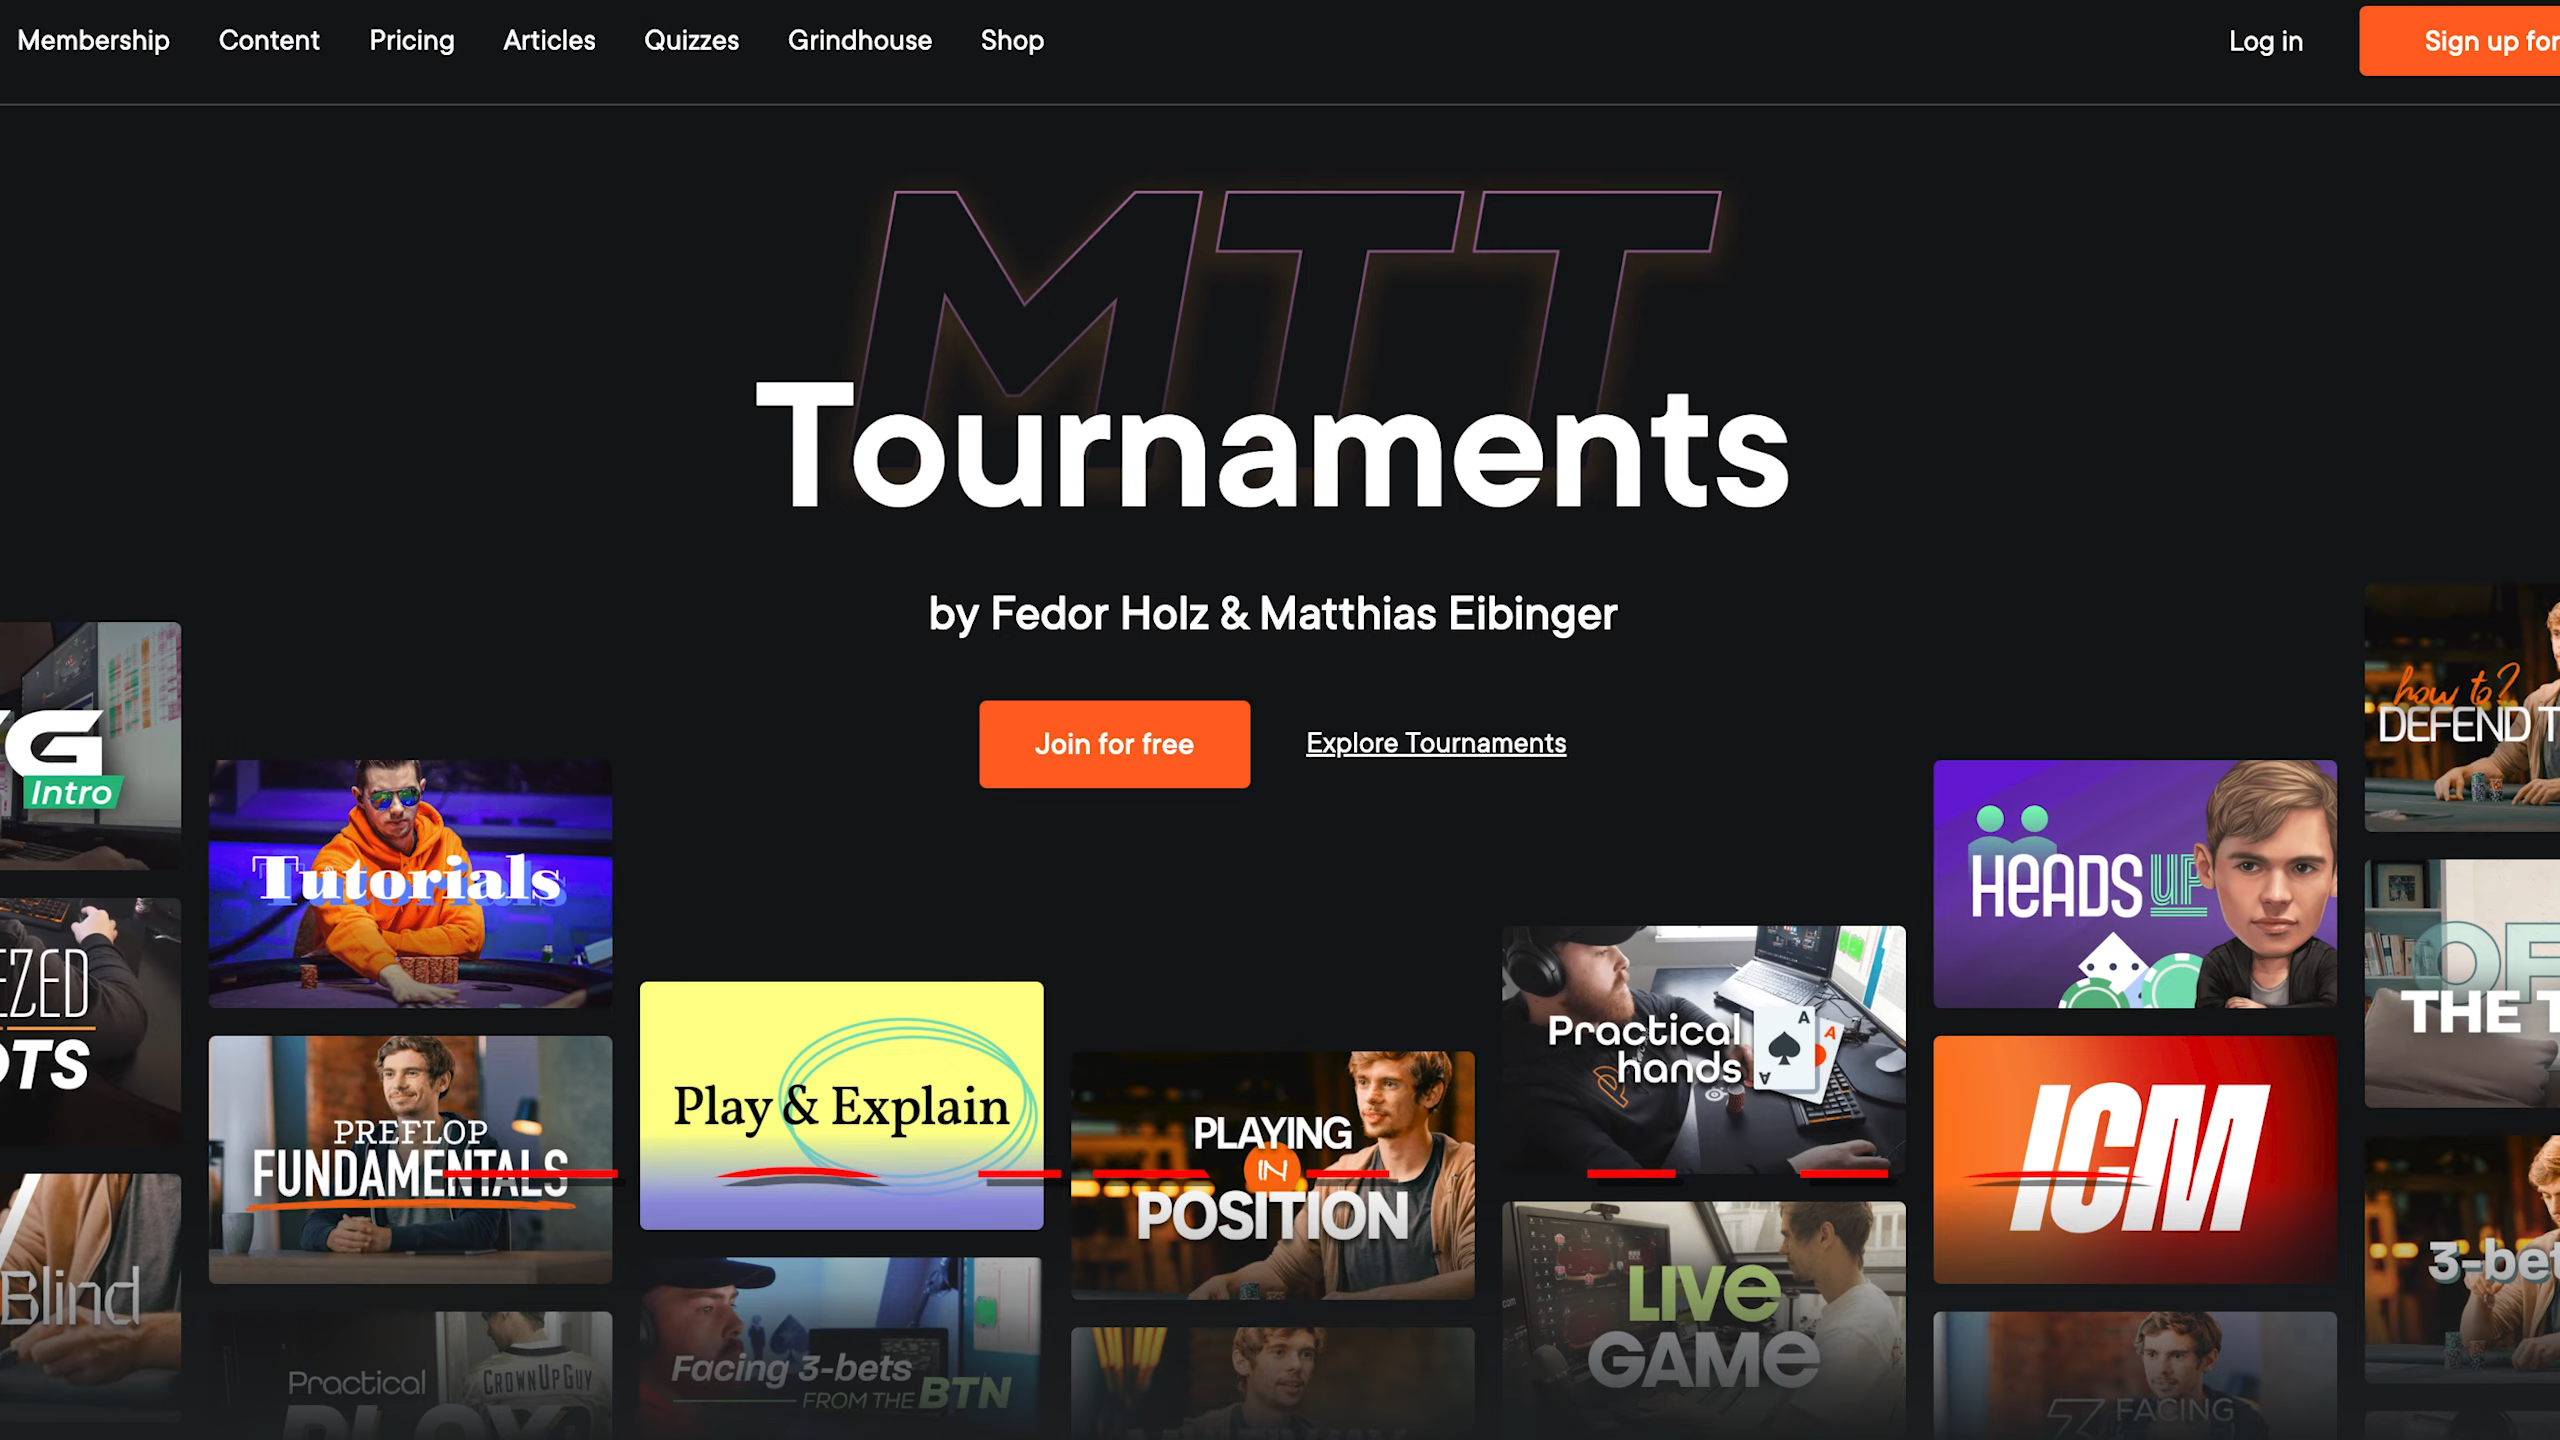 Membership Content Pricing Articles Quizzes Grindhouse Shop Log in Sign up for
MTT
Tournaments
by Fedor Holz & Matthias Eibinger
Join for free Explore Tournaments
G
Intro
Tutorials
PREFLOP
FUNDAMENTALS
Blind
Practical
CROWNUPGUY
Play & Explain
Facing 3-bets
FROM THE BTN
PLAYING
IN
POSITION
Practical
hands
A
A
A
LIVE
GAME
HEADS UP
ICM
FACING
how to?
DEFEND
THE
3-bet